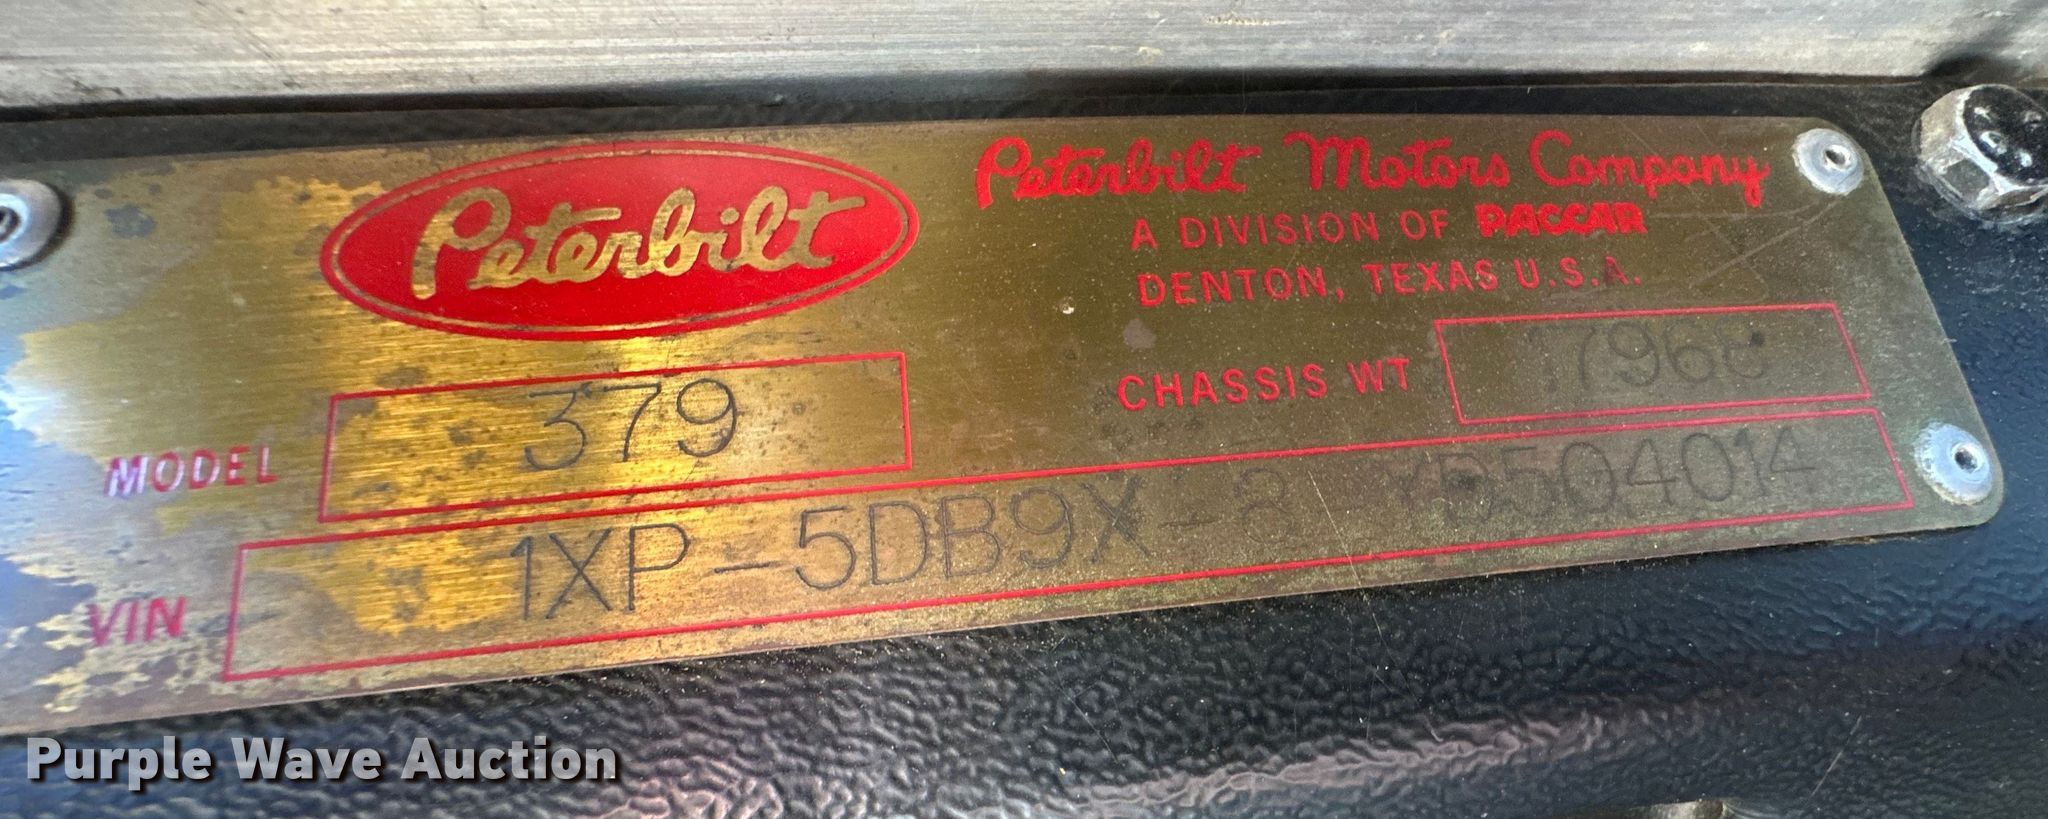 Peterbilt
Peterbilt Motors Company
A DIVISION OF PACCAR
DENTON, TEXAS U.S.A.
CHASSIS WT
MODEL 379
VIN 1XP-5DB9X-8-YD504014
Purple Wave Auction